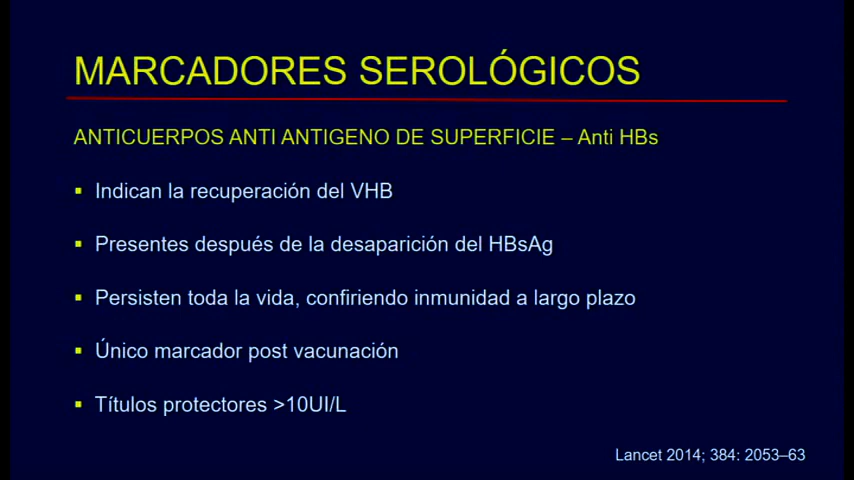 MARCADORES SEROLÓGICOS
ANTICUERPOS ANTI ANTIGENO DE SUPERFICIE – Anti HBs
▪ Indican la recuperación del VHB
▪ Presentes después de la desaparición del HBsAg
▪ Persisten toda la vida, confiriendo inmunidad a largo plazo
▪ Único marcador post vacunación
▪ Títulos protectores >10UI/L
Lancet 2014; 384: 2053–63